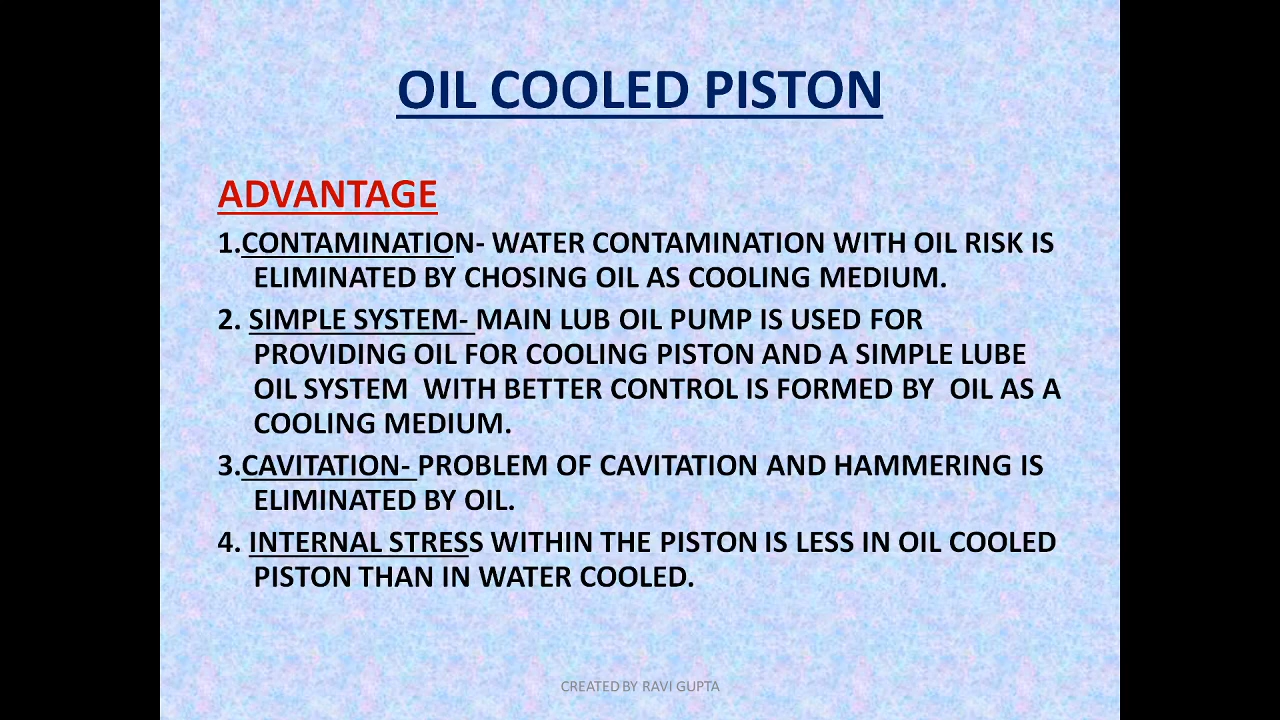 OIL COOLED PISTON
ADVANTAGE
1.CONTAMINATION- WATER CONTAMINATION WITH OIL RISK IS
ELIMINATED BY CHOSING OIL AS COOLING MEDIUM.
2. SIMPLE SYSTEM- MAIN LUB OIL PUMP IS USED FOR
PROVIDING OIL FOR COOLING PISTON AND A SIMPLE LUBE
OIL SYSTEM  WITH BETTER CONTROL IS FORMED BY  OIL AS A
COOLING MEDIUM.
3.CAVITATION- PROBLEM OF CAVITATION AND HAMMERING IS
ELIMINATED BY OIL.
4. INTERNAL STRESS WITHIN THE PISTON IS LESS IN OIL COOLED
PISTON THAN IN WATER COOLED.
CREATED BY RAVI GUPTA